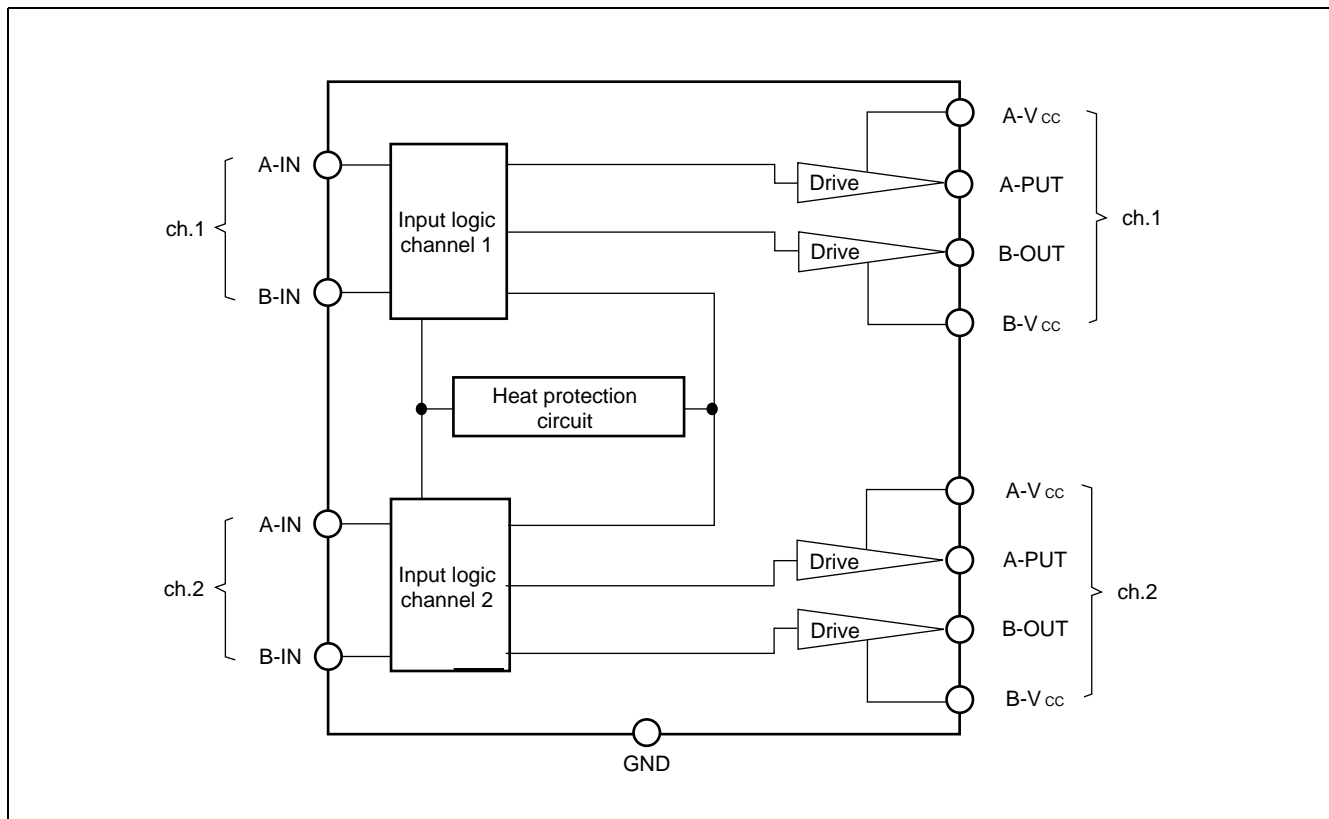 A-VCC
A-IN
A-PUT
Drive
ch.1
Input logic
channel 1
ch.1
B-OUT
Drive
B-IN
B-VCC
Heat protection
circuit
A-VCC
A-IN
A-PUT
Drive
Input logic
channel 2
ch.2
ch.2
B-OUT
Drive
B-IN
B-VCC
GND